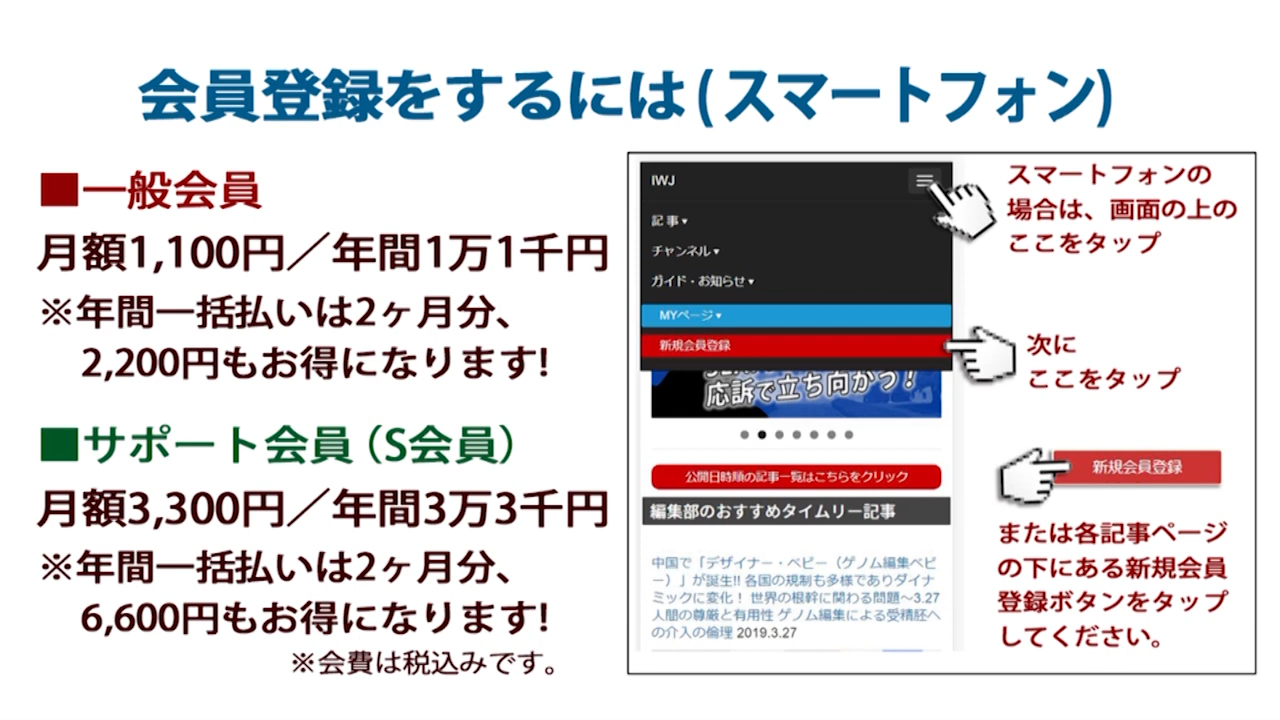 会員登録をするには(スマートフォン)
■一般会員
月額1,100円／年間1万1千円
※年間一括払いは2ヶ月分、
2,200円もお得になります!
■サポート会員（S会員）
月額3,300円／年間3万3千円
※年間一括払いは2ヶ月分、
6,600円もお得になります!
※会費は税込みです。
IWJ
記事▾
チャンネル▾
ガイド・お知らせ▾
MYページ▾
新規会員登録
応訴で立ち向かう！
公開日時順の記事一覧はこちらをクリック
編集部のおすすめタイムリー記事
中国で「デザイナー・ベビー（ゲノム編集ベビ
ー）」が誕生!! 各国の規制も多様でありダイナ
ミックに変化！ 世界の根幹に関わる問題～3.27
人間の尊厳と有用性 ゲノム編集による受精胚へ
の介入の倫理 2019.3.27
スマートフォンの
場合は、画面の上の
ここをタップ
次に
ここをタップ
新規会員登録
または各記事ページ
の下にある新規会員
登録ボタンをタップ
してください。